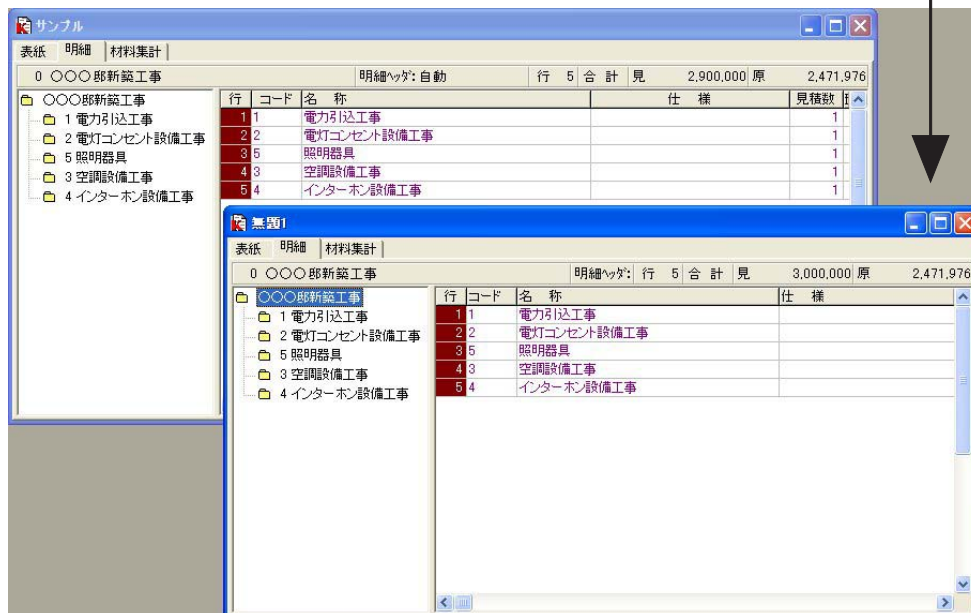 サンプル
表紙 明細 材料集計
0 〇〇〇邸新築工事 明細ヘッダ: 自動 行 5 合計 見 2,900,000 原 2,471,976
〇〇〇邸新築工事
1 電力引込工事
2 電灯コンセント設備工事
5 照明器具
3 空調設備工事
4 インターホン設備工事
行 コード 名称 仕様 見積数
1 1 電力引込工事 1
2 2 電灯コンセント設備工事 1
3 5 照明器具 1
4 3 空調設備工事 1
5 4 インターホン設備工事 1
無題1
表紙 明細 材料集計
0 〇〇〇邸新築工事 明細ヘッダ: 行 5 合計 見 3,000,000 原 2,471,976
〇〇〇邸新築工事
1 電力引込工事
2 電灯コンセント設備工事
5 照明器具
3 空調設備工事
4 インターホン設備工事
行 コード 名称 仕様
1 1 電力引込工事
2 2 電灯コンセント設備工事
3 5 照明器具
4 3 空調設備工事
5 4 インターホン設備工事